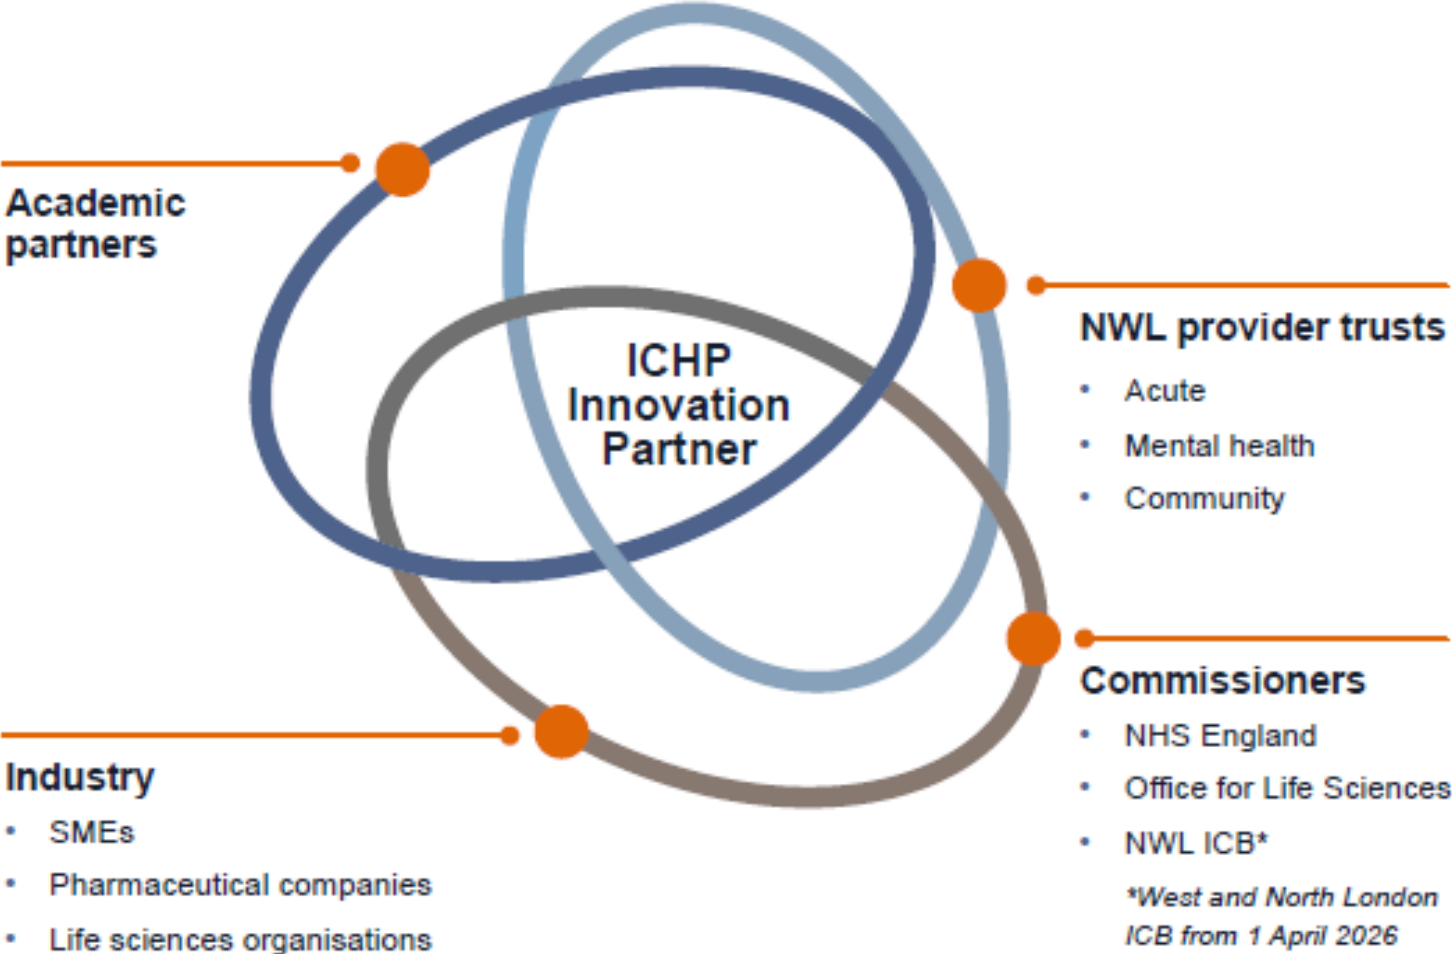 Academic
partners
ICHP
Innovation
Partner
NWL provider trusts
• Acute
• Mental health
• Community
Commissioners
• NHS England
• Office for Life Sciences
• NWL ICB*
*West and North London
ICB from 1 April 2026
Industry
• SMEs
• Pharmaceutical companies
• Life sciences organisations